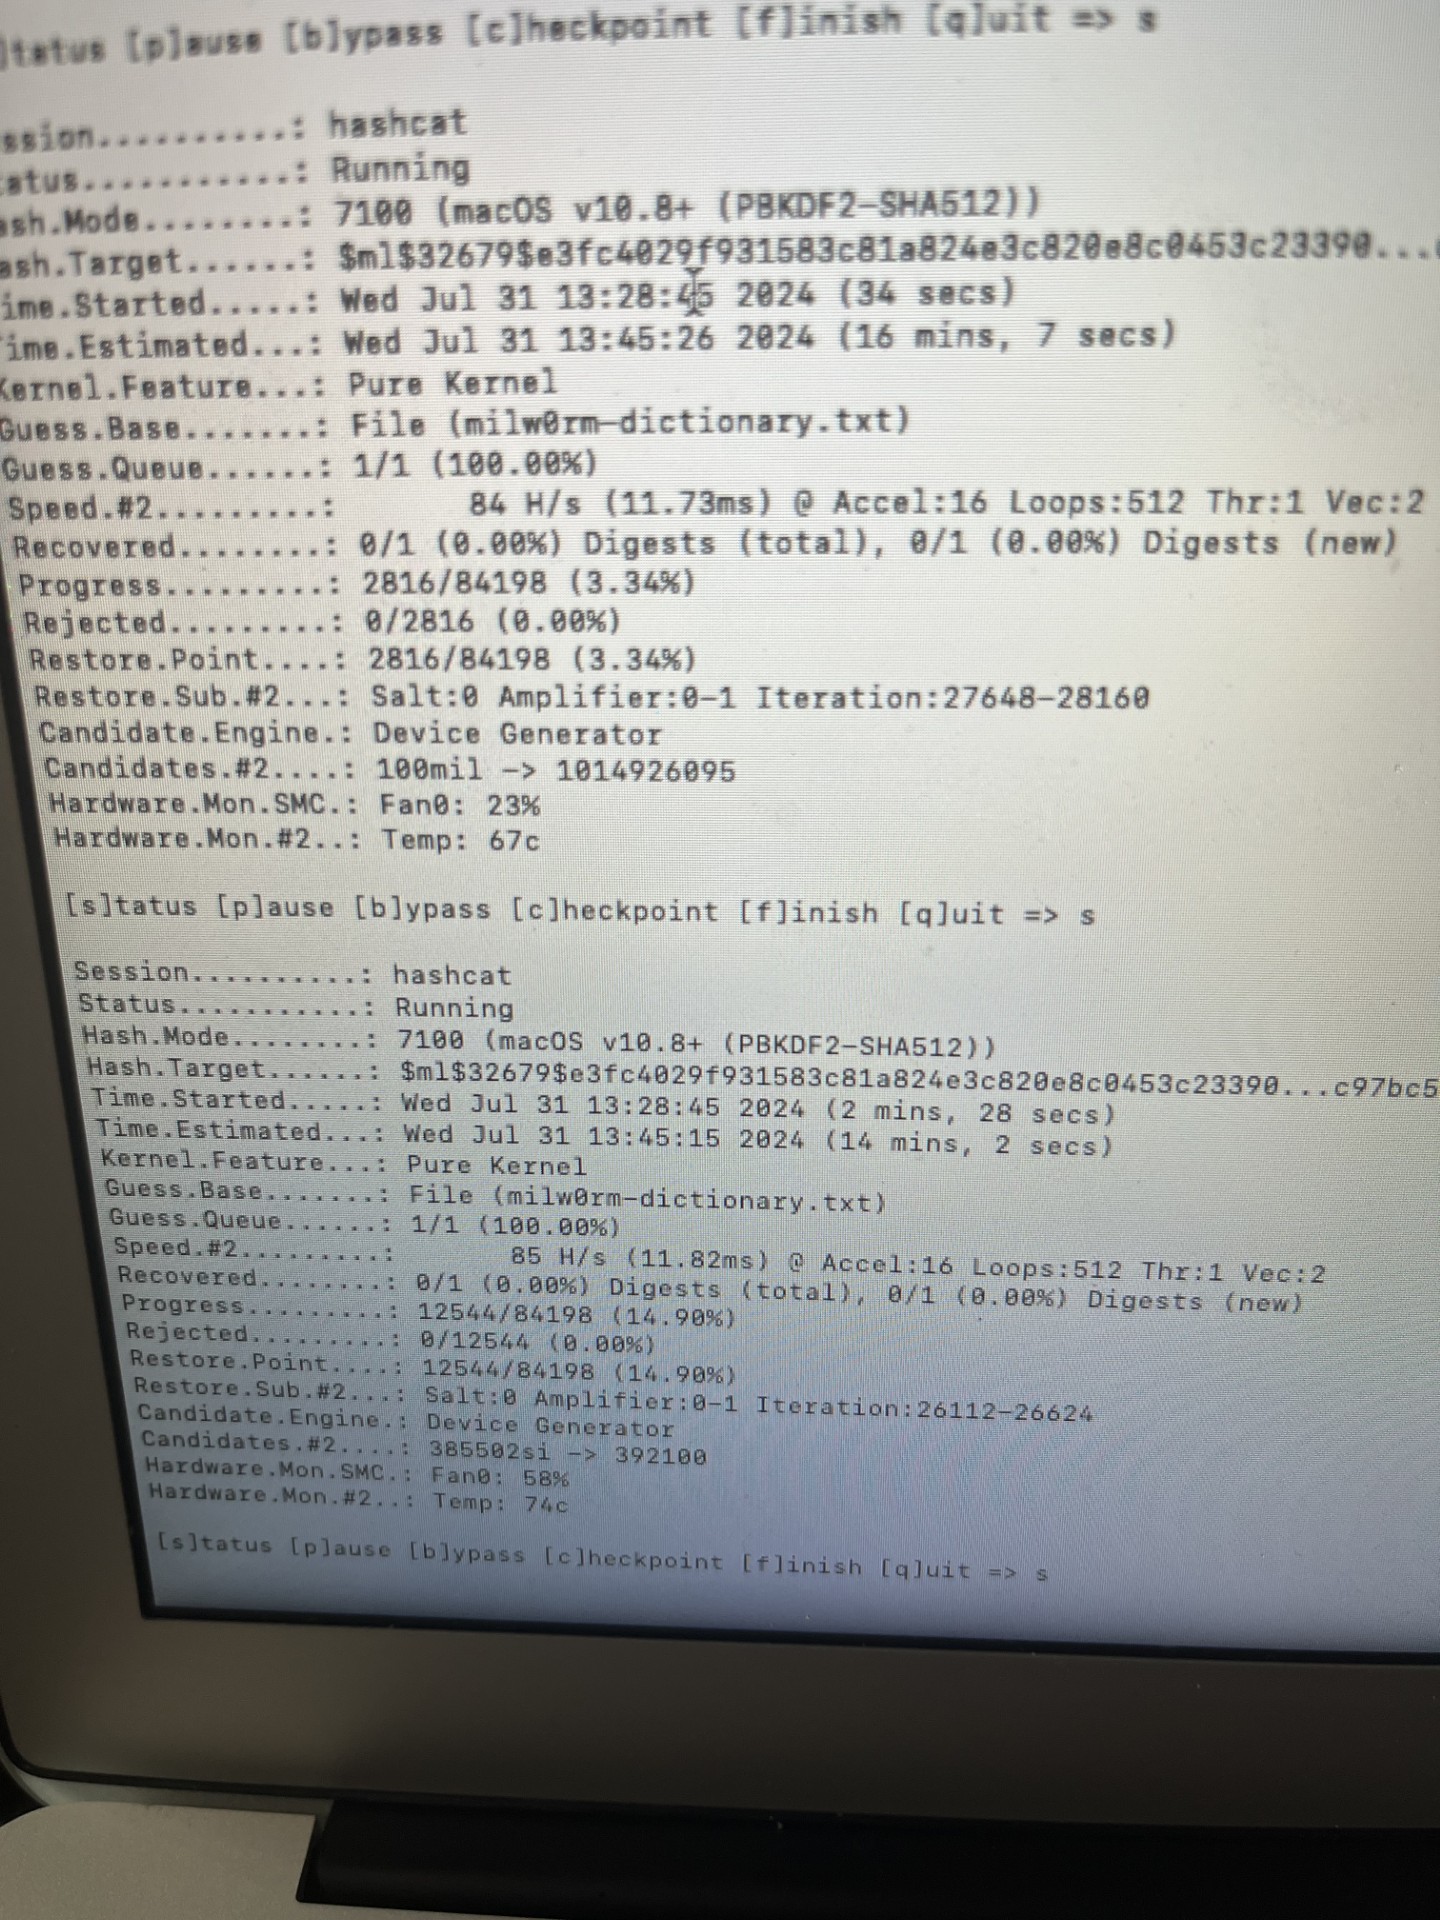 ]tatus [p]ause [b]ypass [c]heckpoint [f]inish [q]uit => s
ssion..........: hashcat
atus...........: Running
ash.Mode........: 7100 (macOS v10.8+ (PBKDF2-SHA512))
ash.Target......: $ml$32679$e3fc4029f931583c81a824e3c820e8c0453c23390...
ime.Started.....: Wed Jul 31 13:28:45 2024 (34 secs)
ime.Estimated...: Wed Jul 31 13:45:26 2024 (16 mins, 7 secs)
Kernel.Feature...: Pure Kernel
Guess.Base.......: File (milw0rm-dictionary.txt)
Guess.Queue......: 1/1 (100.00%)
Speed.#2.........: 84 H/s (11.73ms) @ Accel:16 Loops:512 Thr:1 Vec:2
Recovered........: 0/1 (0.00%) Digests (total), 0/1 (0.00%) Digests (new)
Progress.........: 2816/84198 (3.34%)
Rejected.........: 0/2816 (0.00%)
Restore.Point....: 2816/84198 (3.34%)
Restore.Sub.#2...: Salt:0 Amplifier:0-1 Iteration:27648-28160
Candidate.Engine.: Device Generator
Candidates.#2....: 100mil -> 1014926095
Hardware.Mon.SMC.: Fan0: 23%
Hardware.Mon.#2..: Temp: 67c
[s]tatus [p]ause [b]ypass [c]heckpoint [f]inish [q]uit => s
Session..........: hashcat
Status...........: Running
Hash.Mode........: 7100 (macOS v10.8+ (PBKDF2-SHA512))
Hash.Target......: $ml$32679$e3fc4029f931583c81a824e3c820e8c0453c23390...c97bc5
Time.Started.....: Wed Jul 31 13:28:45 2024 (2 mins, 28 secs)
Time.Estimated...: Wed Jul 31 13:45:15 2024 (14 mins, 2 secs)
Kernel.Feature...: Pure Kernel
Guess.Base.......: File (milw0rm-dictionary.txt)
Guess.Queue......: 1/1 (100.00%)
Speed.#2.........: 85 H/s (11.82ms) @ Accel:16 Loops:512 Thr:1 Vec:2
Recovered........: 0/1 (0.00%) Digests (total), 0/1 (0.00%) Digests (new)
Progress.........: 12544/84198 (14.90%)
Rejected.........: 0/12544 (0.00%)
Restore.Point....: 12544/84198 (14.90%)
Restore.Sub.#2...: Salt:0 Amplifier:0-1 Iteration:26112-26624
Candidate.Engine.: Device Generator
Candidates.#2....: 385502si -> 392100
Hardware.Mon.SMC.: Fan0: 58%
Hardware.Mon.#2..: Temp: 74c
[s]tatus [p]ause [b]ypass [c]heckpoint [f]inish [q]uit => s